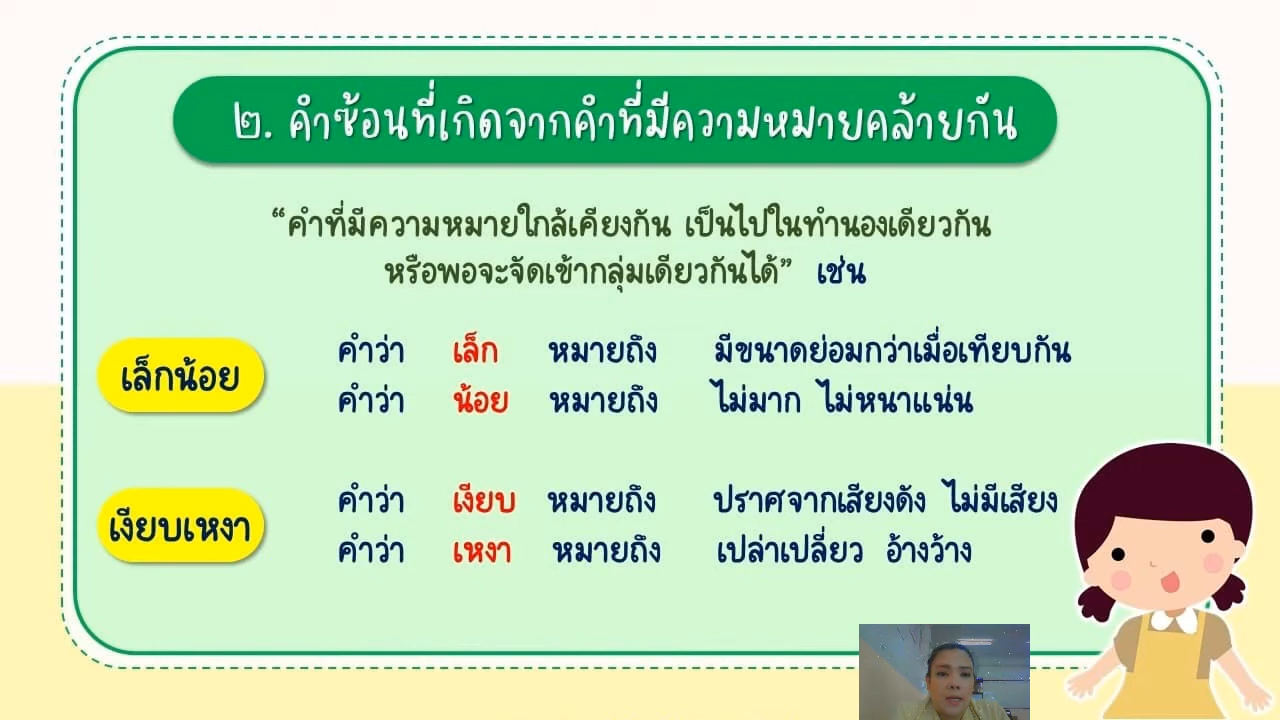 ๒. คำซ้อนที่เกิดจากคำที่มีความหมายคล้ายกัน
“คำที่มีความหมายใกล้เคียงกัน เป็นไปในทำนองเดียวกัน
หรือพอจะจัดเข้ากลุ่มเดียวกันได้” เช่น
เล็กน้อย
คำว่า เล็ก หมายถึง มีขนาดย่อมกว่าเมื่อเทียบกัน
คำว่า น้อย หมายถึง ไม่มาก ไม่หนาแน่น
เงียบเหงา
คำว่า เงียบ หมายถึง ปราศจากเสียงดัง ไม่มีเสียง
คำว่า เหงา หมายถึง เปล่าเปลี่ยว อ้างว้าง